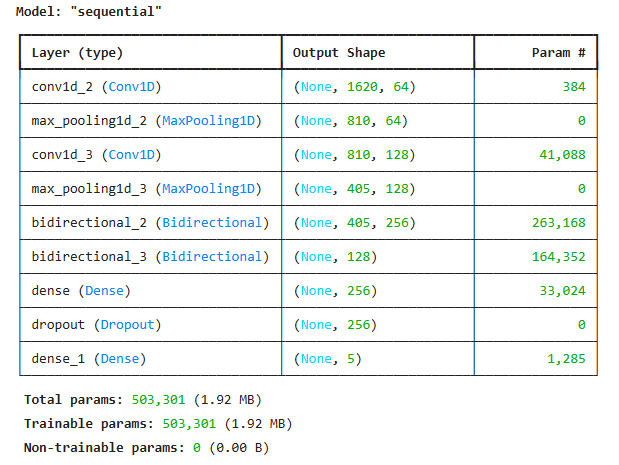 Model: "sequential"
Layer (type) Output Shape Param #
conv1d_2 (Conv1D) (None, 1620, 64) 384
max_pooling1d_2 (MaxPooling1D) (None, 810, 64) 0
conv1d_3 (Conv1D) (None, 810, 128) 41,088
max_pooling1d_3 (MaxPooling1D) (None, 405, 128) 0
bidirectional_2 (Bidirectional) (None, 405, 256) 263,168
bidirectional_3 (Bidirectional) (None, 128) 164,352
dense (Dense) (None, 256) 33,024
dropout (Dropout) (None, 256) 0
dense_1 (Dense) (None, 5) 1,285
Total params: 503,301 (1.92 MB)
Trainable params: 503,301 (1.92 MB)
Non-trainable params: 0 (0.00 B)